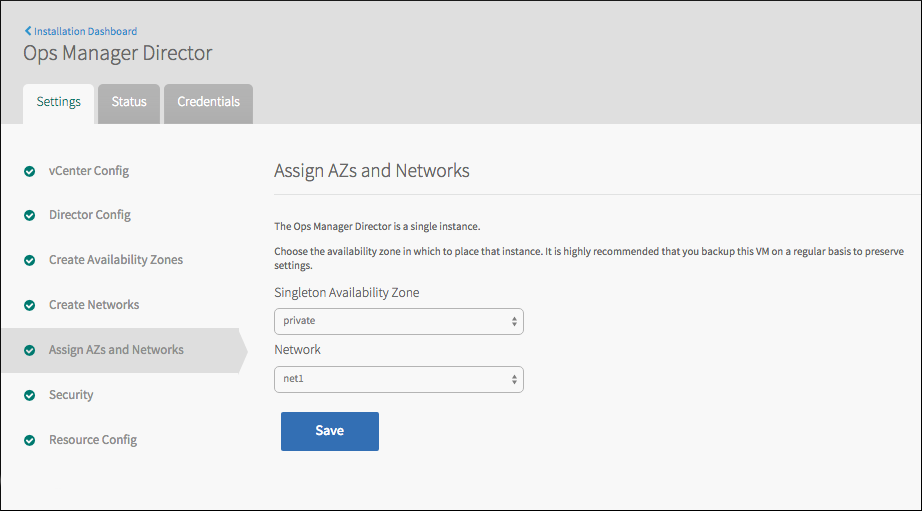 Installation Dashboard
Ops Manager Director
Settings
Status
Credentials
vCenter Config
Director Config
Create Availability Zones
Create Networks
Assign AZs and Networks
Security
Resource Config
Assign AZs and Networks
The Ops Manager Director is a single instance.
Choose the availability zone in which to place that instance. It is highly recommended that you backup this VM on a regular basis to preserve
settings.
Singleton Availability Zone
private
Network
net1
Save